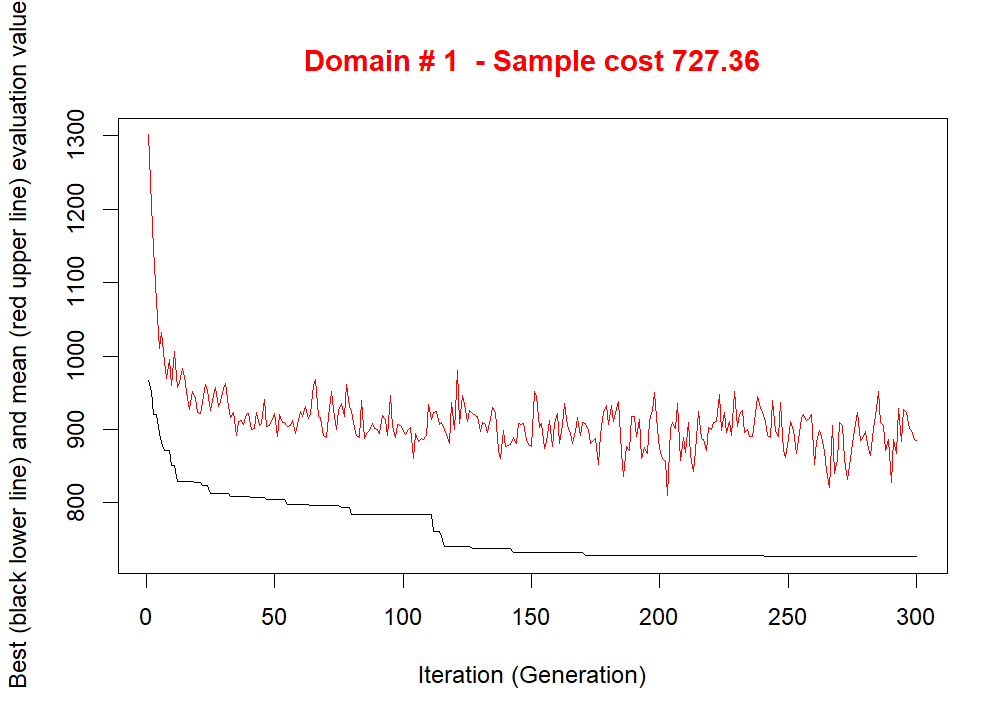 Domain # 1  - Sample cost 727.36
Best (black lower line) and mean (red upper line) evaluation value
1300
1200
1100
1000
900
800
0 50 100 150 200 250 300
Iteration (Generation)